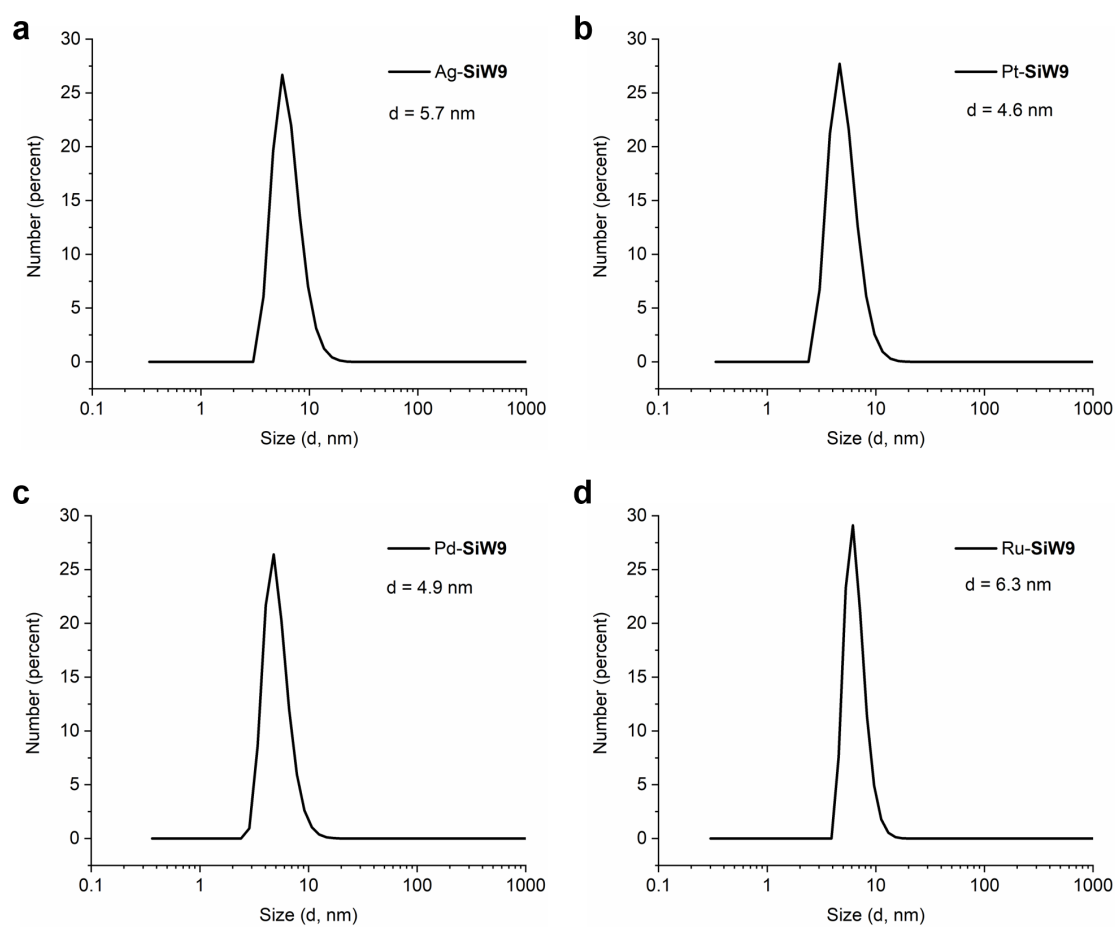 a
30
25
20
15
10
5
0
Number (percent)
Ag-SiW9
d = 5.7 nm
0.1 1 10 100 1000
Size (d, nm)
b
30
25
20
15
10
5
0
Number (percent)
Pt-SiW9
d = 4.6 nm
0.1 1 10 100 1000
Size (d, nm)
c
30
25
20
15
10
5
0
Number (percent)
Pd-SiW9
d = 4.9 nm
0.1 1 10 100 1000
Size (d, nm)
d
30
25
20
15
10
5
0
Number (percent)
Ru-SiW9
d = 6.3 nm
0.1 1 10 100 1000
Size (d, nm)